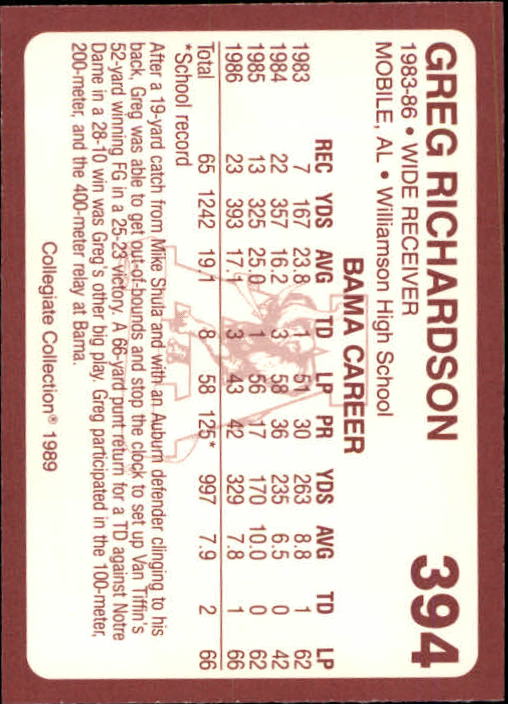 GREG RICHARDSON 394
1983-86 • WIDE RECEIVER
MOBILE, AL • Williamson High School
BAMA CAREER
REC YDS AVG TD LP PR YDS AVG TD LP
1983 7 167 23.8 1 51 30 263 8.8 1 62
1984 22 357 16.2 3 58 36 235 6.5 0 42
1985 13 325 25.0 1 56 17 170 10.0 0 62
1986 23 393 17.1 3 43 42 329 7.8 1 66
Total 65 1242 19.1 8 58 125* 997 7.9 2 66
*School record
After a 19-yard catch from Mike Shula and with an Auburn defender clinging to his
back, Greg was able to get out-of-bounds and stop the clock to set up Van Tiffin's
52-yard winning FG in a 25-23 victory. A 66-yard punt return for a TD against Notre
Dame in a 28-10 win was Greg's other big play. Greg participated in the 100-meter,
200-meter, and the 400-meter relay at Bama.
Collegiate Collection® 1989